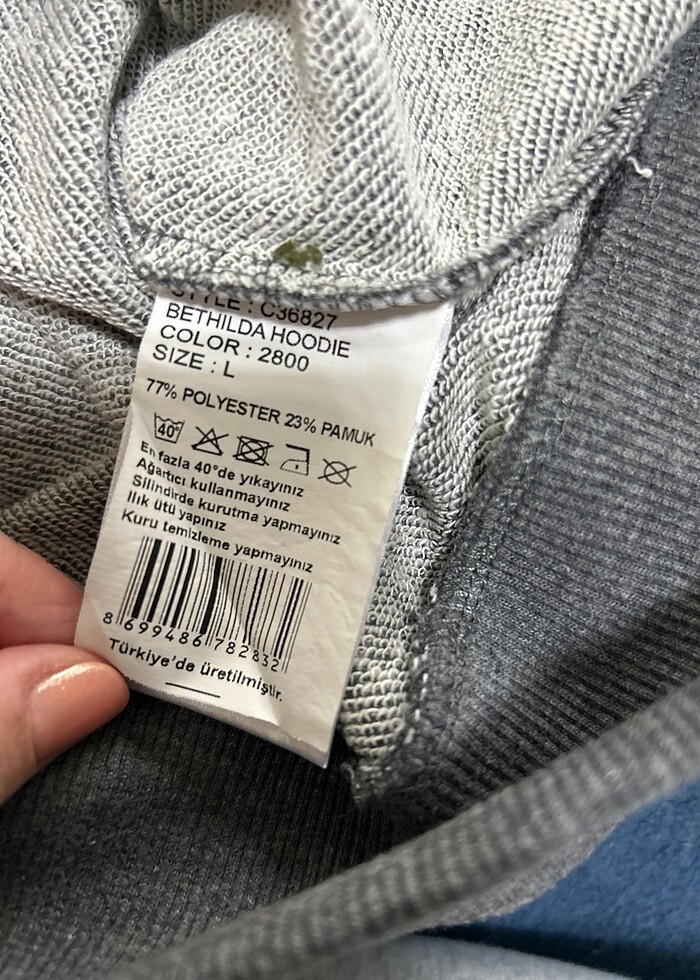 STYLE : C36827
BETHILDA HOODIE
COLOR : 2800
SIZE : L
77% POLYESTER 23% PAMUK
40°
En fazla 40°de yıkayınız
Ağartıcı kullanmayınız
Silindirde kurutma yapmayınız
Ilık ütü yapınız
Kuru temizleme yapmayınız
8 699486 782832
Türkiye'de üretilmiştir.